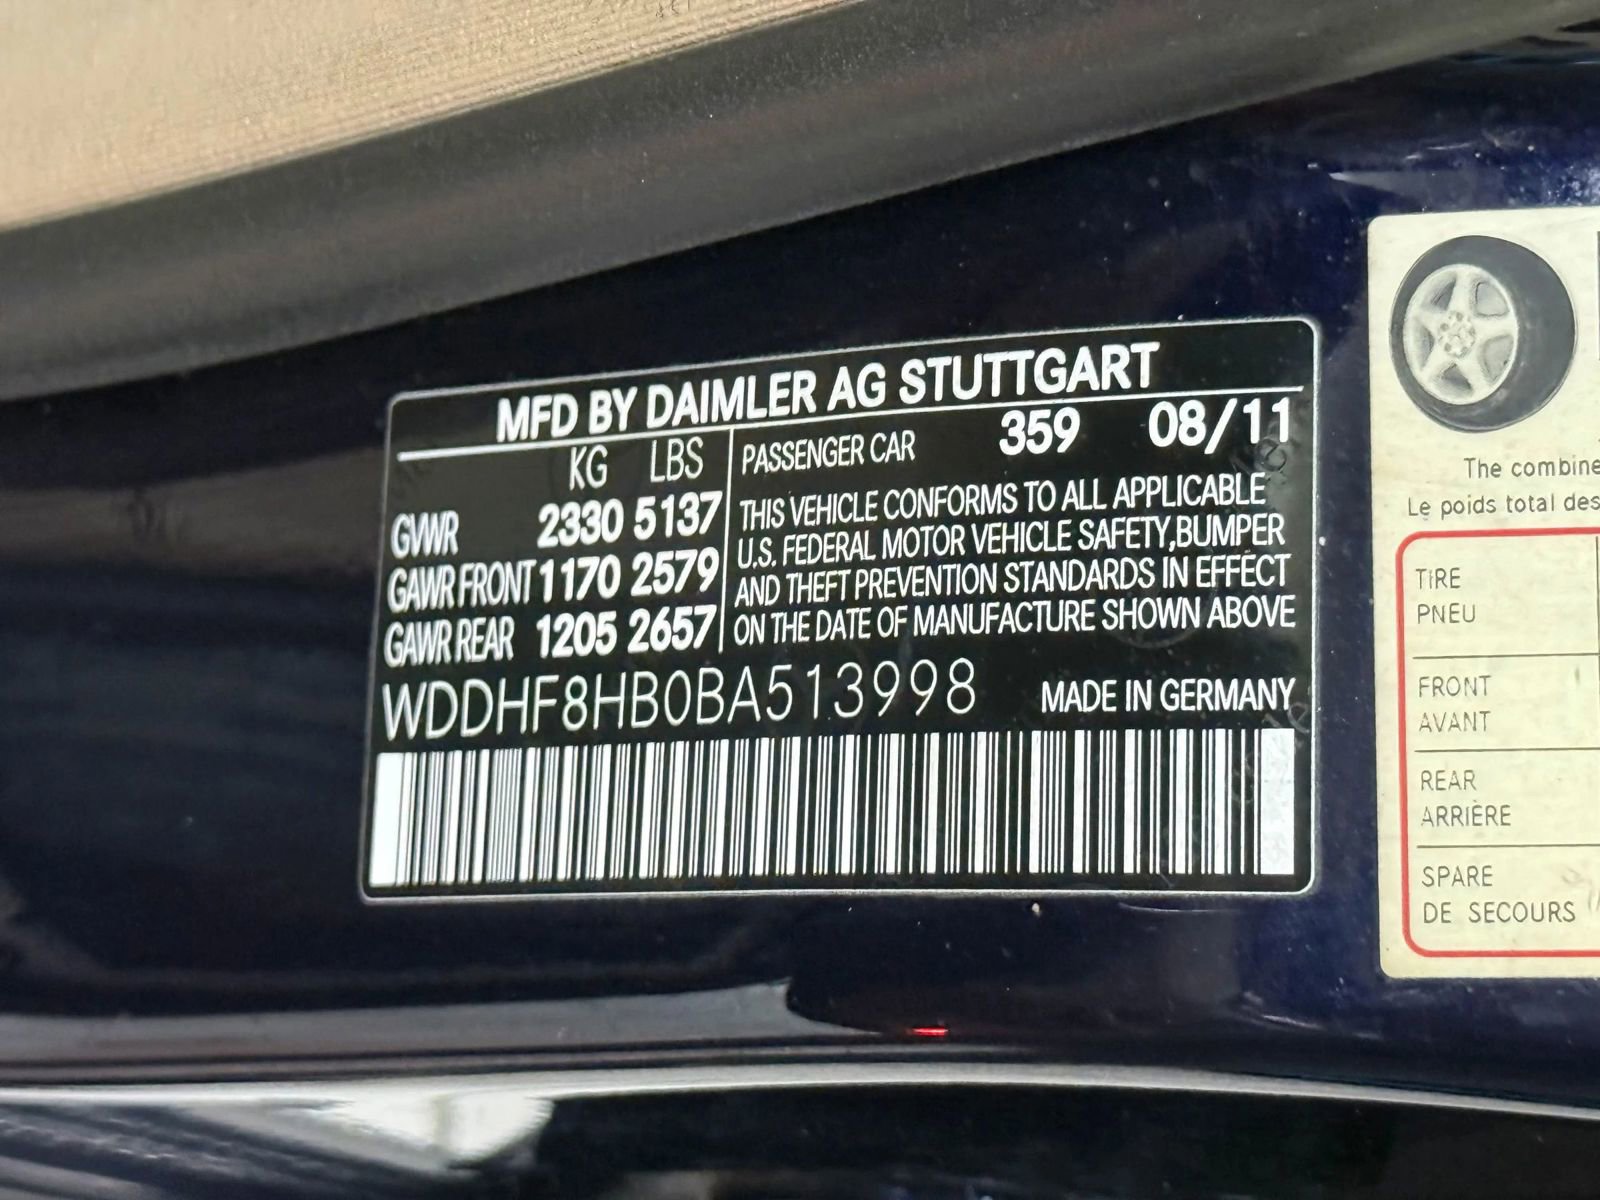 MFD BY DAIMLER AG STUTTGART
KG LBS
GVWR 2330 5137
GAWR FRONT 1170 2579
GAWR REAR 1205 2657
PASSENGER CAR 359 08/11
THIS VEHICLE CONFORMS TO ALL APPLICABLE
U.S. FEDERAL MOTOR VEHICLE SAFETY,BUMPER
AND THEFT PREVENTION STANDARDS IN EFFECT
ON THE DATE OF MANUFACTURE SHOWN ABOVE
WDDHF8HB0BA513998 MADE IN GERMANY
The combine
Le poids total des
TIRE
PNEU
FRONT
AVANT
REAR
ARRIÈRE
SPARE
DE SECOURS